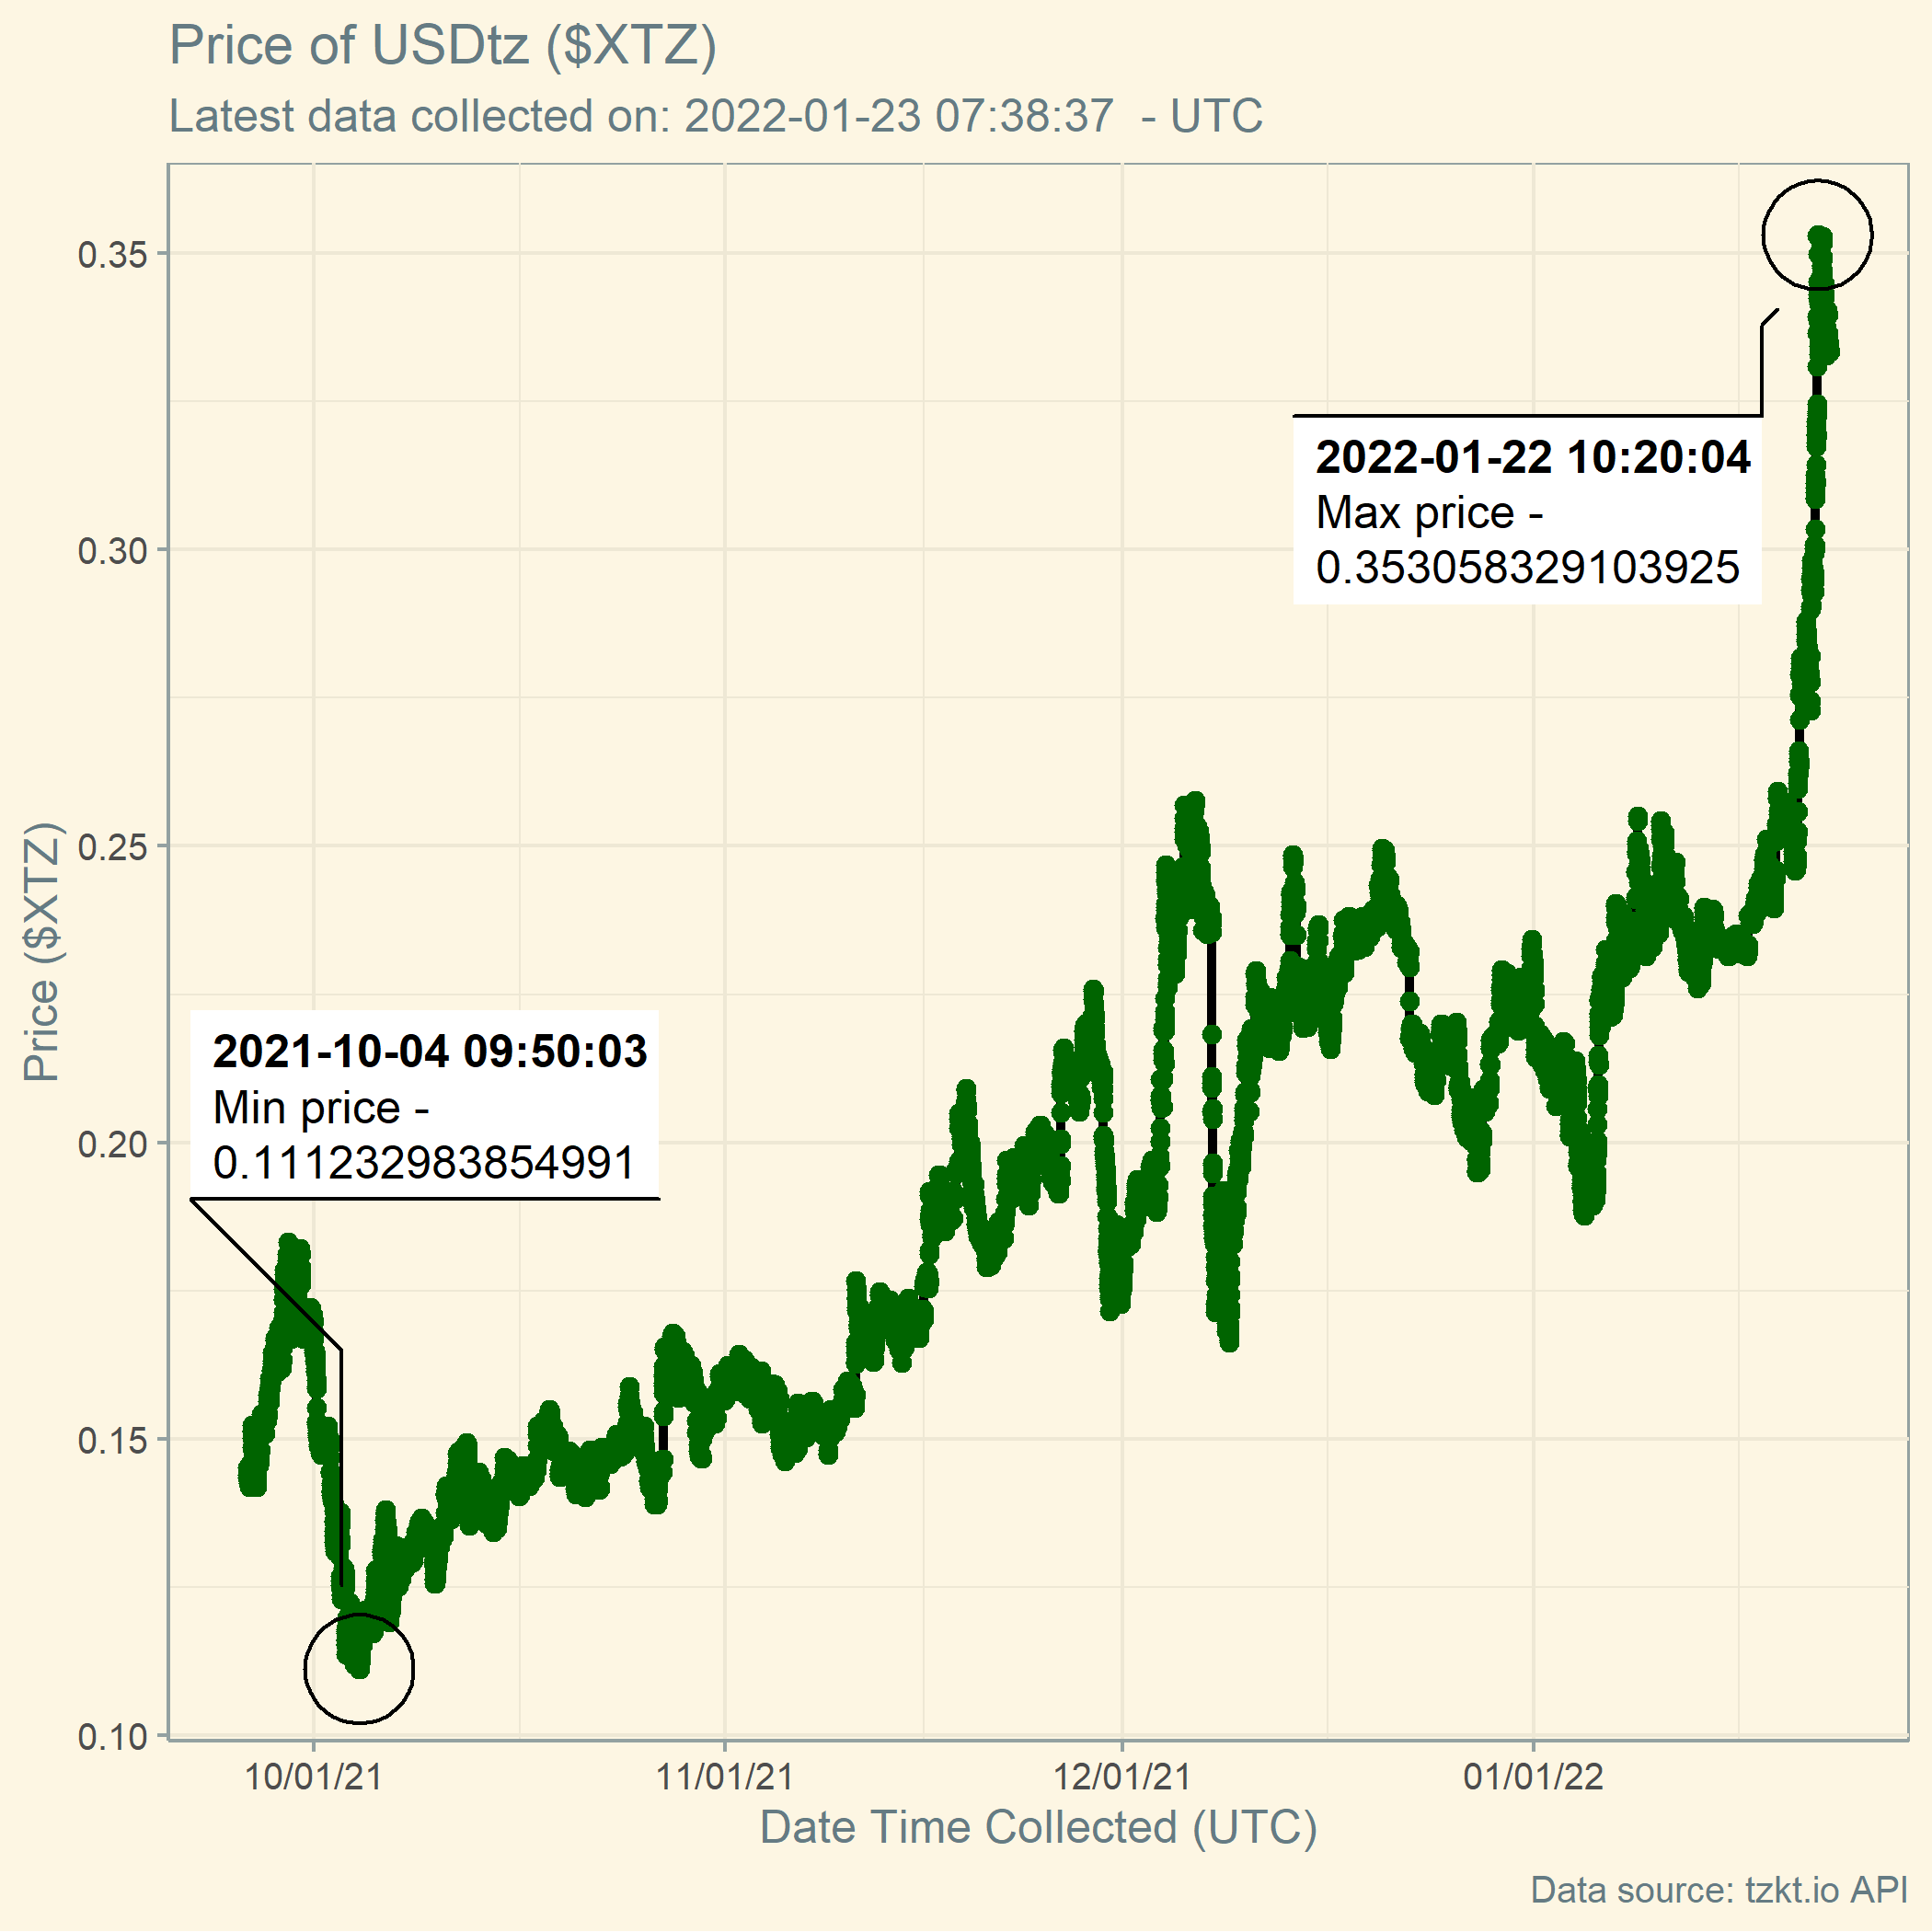 Price of USDtz ($XTZ)
Latest data collected on: 2022-01-23 07:38:37  - UTC
Price ($XTZ)
0.35
0.30
0.25
0.20
0.15
0.10
2022-01-22 10:20:04
Max price -
0.353058329103925
2021-10-04 09:50:03
Min price -
0.111232983854991
10/01/21
11/01/21
12/01/21
01/01/22
Date Time Collected (UTC)
Data source: tzkt.io API